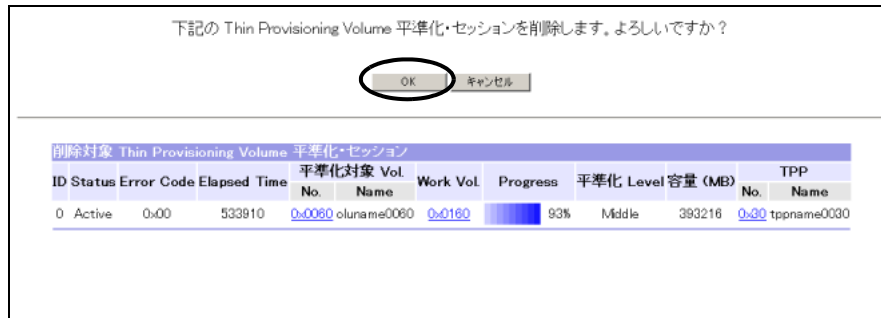 下記の Thin Provisioning Volume 平準化・セッションを削除します。よろしいですか？
OK キャンセル
削除対象 Thin Provisioning Volume 平準化・セッション
ID Status Error Code Elapsed Time 平準化対象 Vol. Work Vol. Progress 平準化 Level 容量 (MB) TPP
No. Name No. Name
0 Active 0x00 533910 0x0060 oluname0060 0x0160 93% Middle 393216 0x30 tppname0030